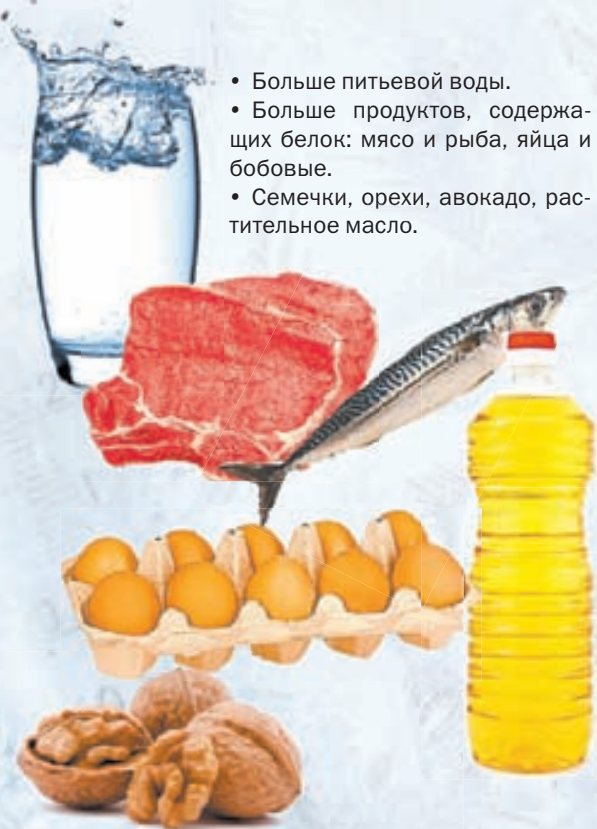 • Больше питьевой воды.
• Больше продуктов, содержа-
щих белок: мясо и рыба, яйца и
бобовые.
• Семечки, орехи, авокадо, рас-
тительное масло.